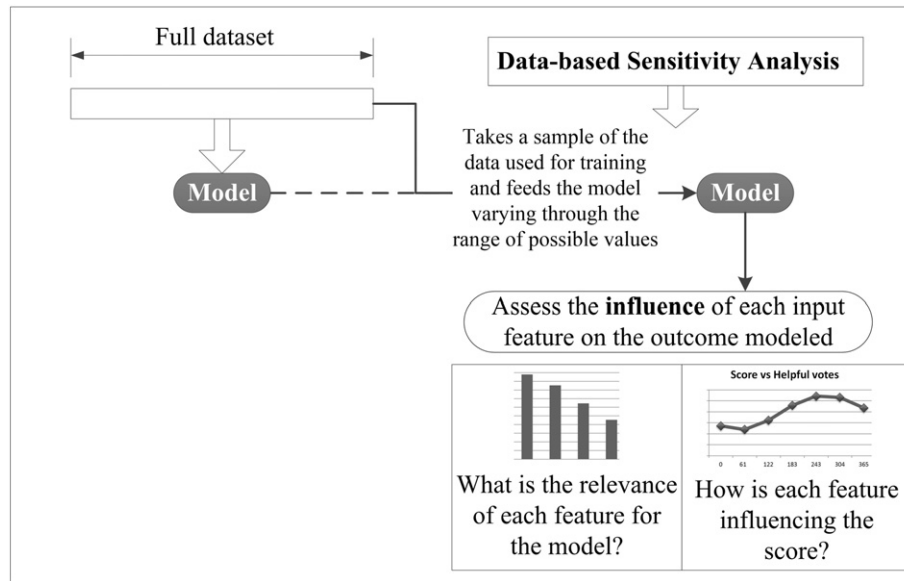 Full dataset
Data-based Sensitivity Analysis
Takes a sample of the
data used for training
and feeds the model
varying through the
range of possible values
Model
Model
Assess the influence of each input
feature on the outcome modeled
Score vs Helpful votes
0 61 122 183 243 304 365
What is the relevance
of each feature for
the model?
How is each feature
influencing the
score?